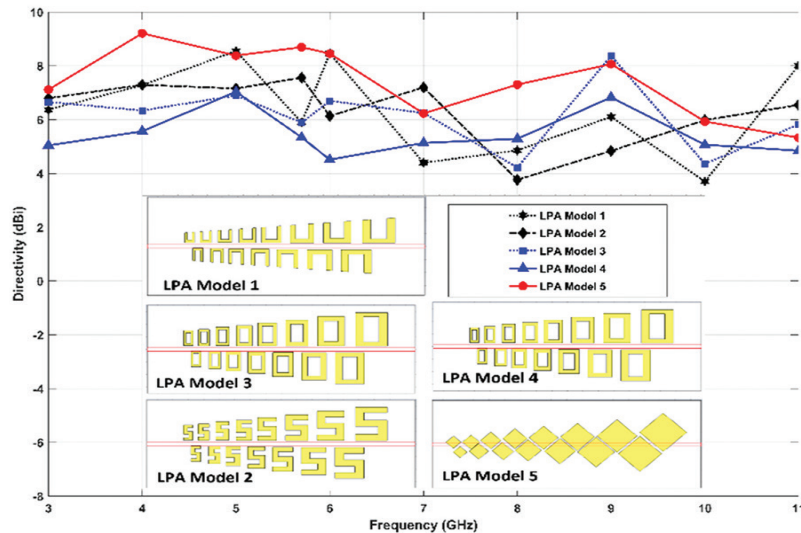 10
8
6
4
2
0
-2
-4
-6
-8
Directivity (dBi)
LPA Model 1
LPA Model 1
LPA Model 2
LPA Model 3
LPA Model 4
LPA Model 5
LPA Model 3
LPA Model 4
LPA Model 2
LPA Model 5
3 4 5 6 7 8 9 10 11
Frequency (GHz)